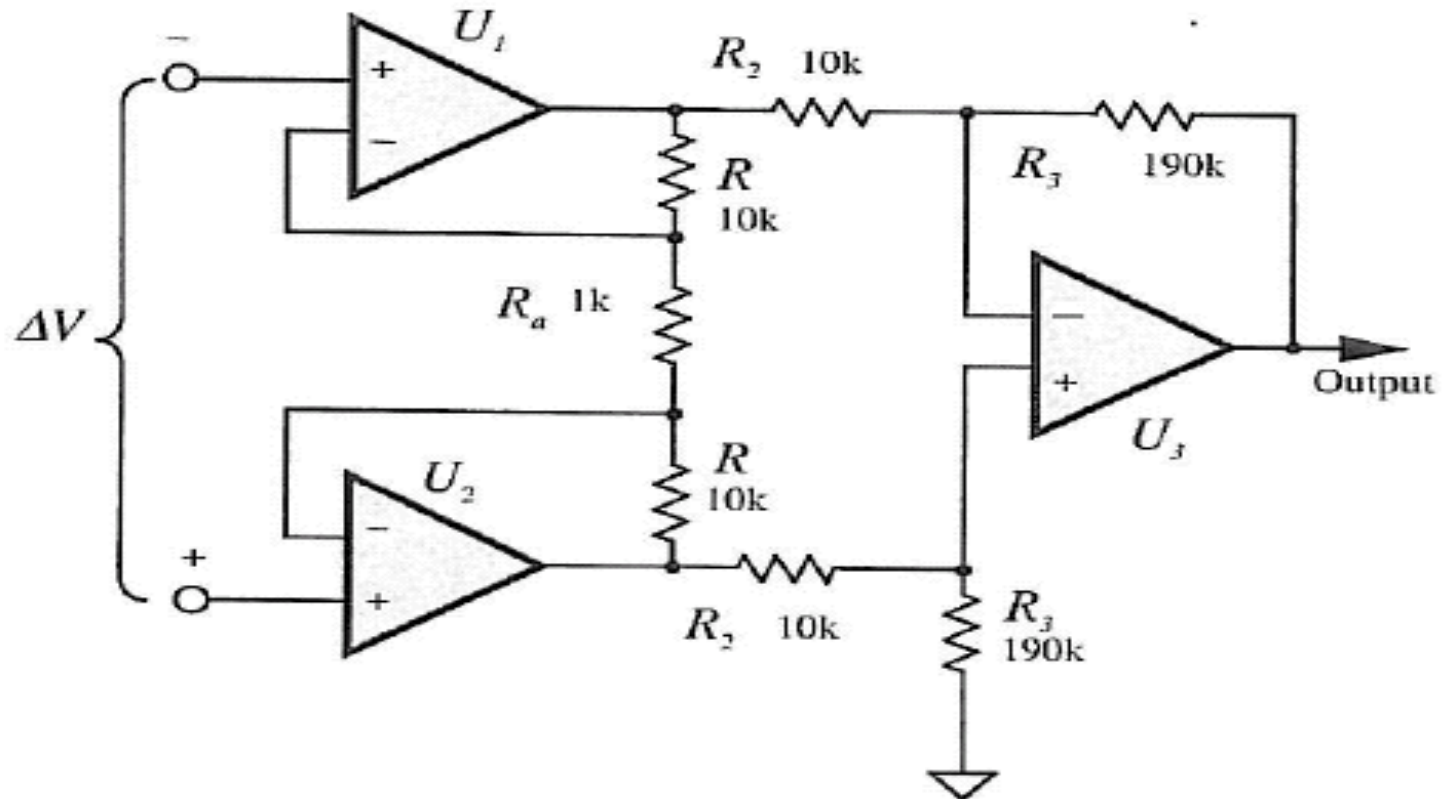 −
U₁
R₂ 10k
+
−
R
10k
R₃ 190k
ΔV
Rₐ 1k
−
+
Output
U₃
U₂
R
10k
−
+
+
R₂ 10k
R₃
190k